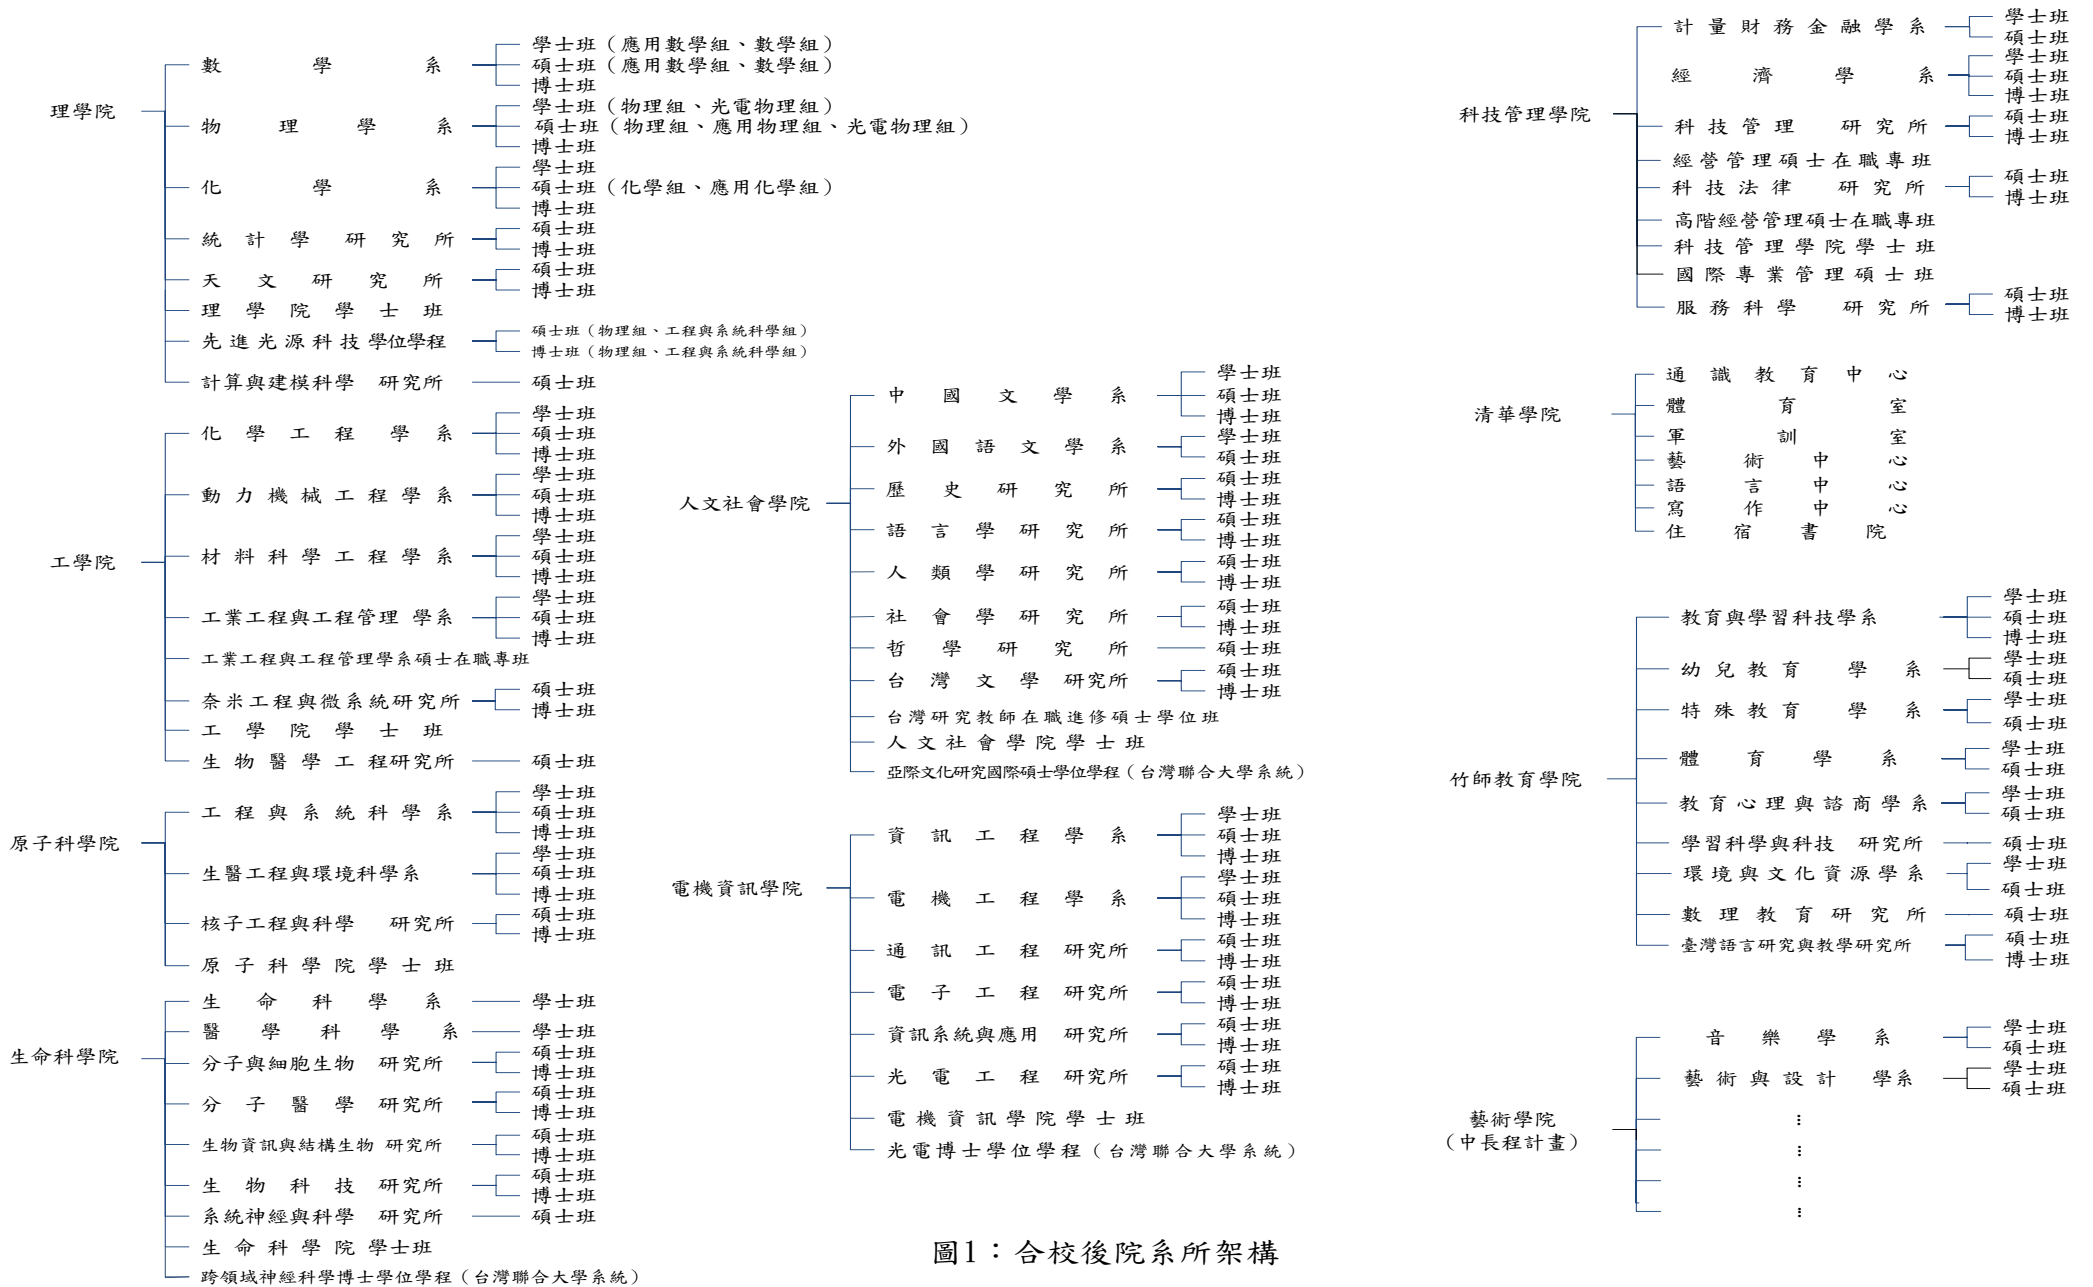 理學院
數學系
學士班（應用數學組、數學組）
碩士班（應用數學組、數學組）
博士班
物理學系
學士班（物理組、光電物理組）
碩士班（物理組、應用物理組、光電物理組）
博士班
化學系
學士班
碩士班（化學組、應用化學組）
博士班
統計學研究所
碩士班
博士班
天文研究所
碩士班
博士班
理學院學士班
先進光源科技學位學程
碩士班（物理組、工程與系統科學組）
博士班（物理組、工程與系統科學組）
計算與建模科學 研究所
碩士班
工學院
化學工程學系
學士班
碩士班
博士班
動力機械工程學系
學士班
碩士班
博士班
材料科學工程學系
學士班
碩士班
博士班
工業工程與工程管理 學系
學士班
碩士班
博士班
工業工程與工程管理學系碩士在職專班
奈米工程與微系統研究所
碩士班
博士班
工學院學士班
生物醫學工程研究所
碩士班
原子科學院
工程與系統科學系
學士班
碩士班
博士班
生醫工程與環境科學系
學士班
碩士班
博士班
核子工程與科學 研究所
碩士班
博士班
原子科學院學士班
生命科學院
生命科學系
學士班
醫學科學系
學士班
分子與細胞生物 研究所
碩士班
博士班
分子醫學 研究所
碩士班
博士班
生物資訊與結構生物 研究所
碩士班
博士班
生物科技 研究所
碩士班
博士班
系統神經與科學 研究所
碩士班
生命科學院學士班
跨領域神經科學博士學位學程（台灣聯合大學系統）
人文社會學院
中國文學系
學士班
碩士班
博士班
外國語文學系
學士班
碩士班
歷史研究所
碩士班
博士班
語言學研究所
碩士班
博士班
人類學研究所
碩士班
博士班
社會學研究所
碩士班
博士班
哲學研究所
碩士班
台灣文學研究所
碩士班
博士班
台灣研究教師在職進修碩士學位班
人文社會學院學士班
亞際文化研究國際碩士學位學程（台灣聯合大學系統）
電機資訊學院
資訊工程學系
學士班
碩士班
博士班
電機工程學系
學士班
碩士班
博士班
通訊工程研究所
碩士班
博士班
電子工程研究所
碩士班
博士班
資訊系統與應用 研究所
碩士班
博士班
光電工程研究所
碩士班
博士班
電機資訊學院學士班
光電博士學位學程（台灣聯合大學系統）
科技管理學院
計量財務金融學系
學士班
碩士班
經濟學系
學士班
碩士班
博士班
科技管理 研究所
碩士班
博士班
經營管理碩士在職專班
科技法律 研究所
碩士班
博士班
高階經營管理碩士在職專班
科技管理學院學士班
國際專業管理碩士班
服務科學 研究所
碩士班
博士班
清華學院
通識教育中心
體育室
軍訓室
藝術中心
語言中心
寫作中心
住宿書院
竹師教育學院
教育與學習科技學系
學士班
碩士班
博士班
幼兒教育 學系
學士班
碩士班
特殊教育 學系
學士班
碩士班
體育學系
學士班
碩士班
教育心理與諮商學系
學士班
碩士班
學習科學與科技 研究所
碩士班
環境與文化資源學系
學士班
碩士班
數理教育研究所
碩士班
臺灣語言研究與教學研究所
碩士班
博士班
藝術學院
（中長程計畫）
音樂學系
學士班
碩士班
藝術與設計 學系
學士班
碩士班
⋮
⋮
⋮
⋮
圖1：合校後院系所架構